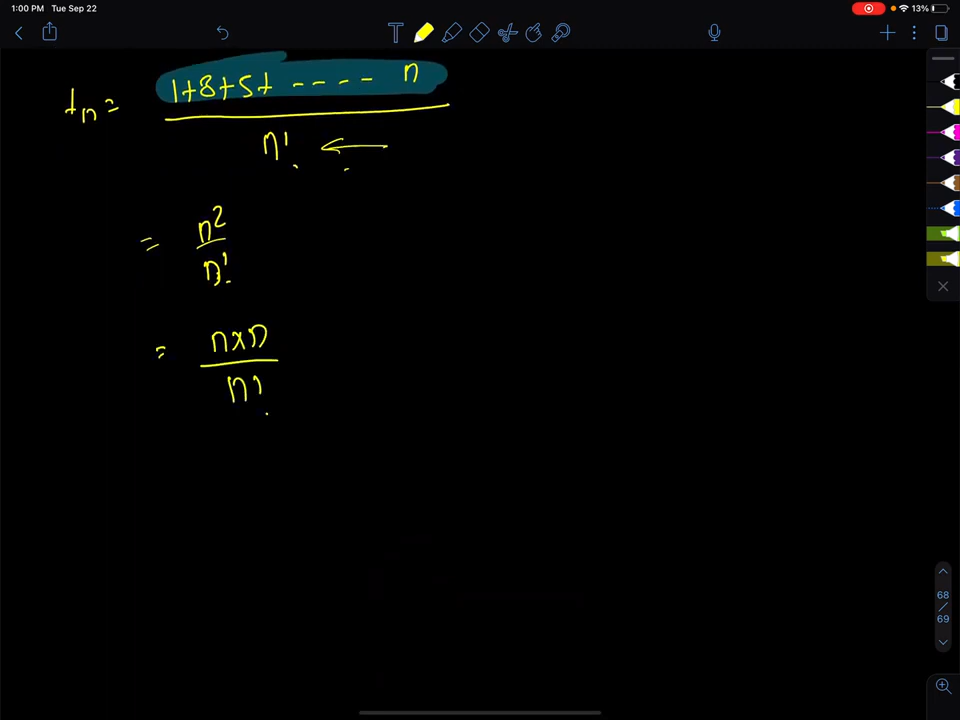 1:00 PM Tue Sep 22
13%
tn = 1+8+5+ ---- n
n!
= n²
n!
= n×n
n!
68
/
69